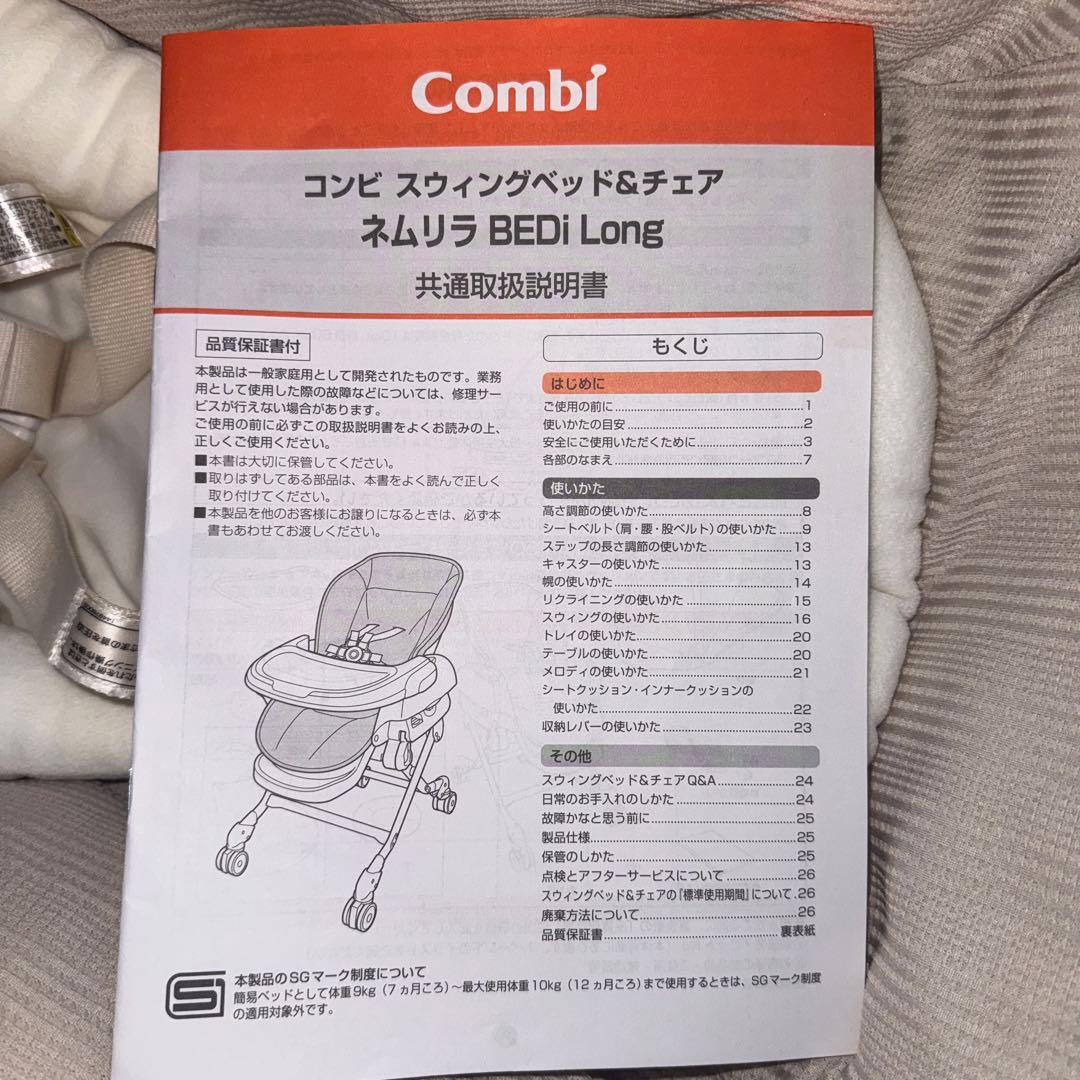 Combi
コンビ スウィングベッド&チェア
ネムリラ BEDi Long
共通取扱説明書
品質保証書付
本製品は一般家庭用として開発されたものです。業務
用として使用した際の故障などについては、修理サー
ビスが行えない場合があります。
ご使用の前に必ずこの取扱説明書をよくお読みの上、
正しくご使用ください。
■本書は大切に保管してください。
■取りはずしてある部品は、本書をよく読んで正しく
取り付けてください。
■本製品を他のお客様にお譲りになるときは、必ず本
書もあわせてお渡しください。
もくじ
はじめに
ご使用の前に 1
使いかたの目安 2
安全にご使用いただくために 3
各部のなまえ 7
使いかた
高さ調節の使いかた 8
シートベルト(肩・腰・股ベルト)の使いかた 9
ステップの長さ調節の使いかた 13
キャスターの使いかた 13
幌の使いかた 14
リクライニングの使いかた 15
スウィングの使いかた 16
トレイの使いかた 20
テーブルの使いかた 20
メロディの使いかた 21
シートクッション・インナークッションの
使いかた 22
収納レバーの使いかた 23
その他
スウィングベッド&チェアQ&A 24
日常のお手入れのしかた 24
故障かなと思う前に 25
製品仕様 25
保管のしかた 25
点検とアフターサービスについて 26
スウィングベッド&チェアの『標準使用期間』について 26
廃棄方法について 26
品質保証書 裏表紙
本製品のSGマーク制度について
簡易ベッドとして体重9kg(7ヵ月ころ)～最大使用体重10kg(12ヵ月ころ)まで使用するときは、SGマーク制度
の適用対象外です。